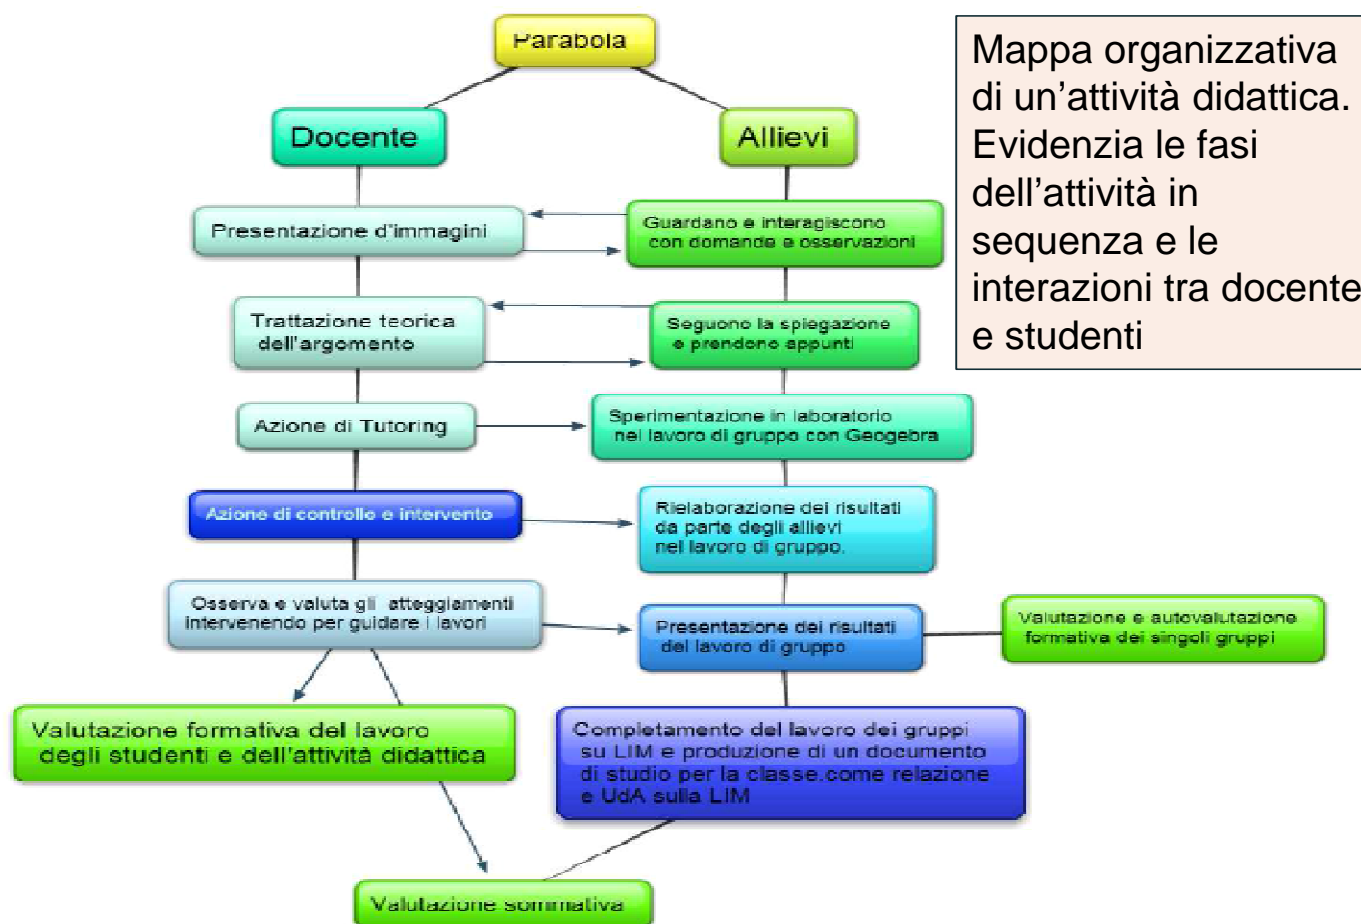 Parabola
Mappa organizzativa
di un'attività didattica.
Evidenzia le fasi
dell'attività in
sequenza e le
interazioni tra docente
e studenti
Docente
Allievi
Presentazione d'immagini
Guardano e interagiscono
con domande e osservazioni
Trattazione teorica
dell'argomento
Seguono la spiegazione
e prendono appunti
Azione di Tutoring
Sperimentazione in laboratorio
nel lavoro di gruppo con Geogebra
Azione di controllo e intervento
Rielaborazione dei risultati
da parte degli allievi
nel lavoro di gruppo.
Osserva e valuta gli atteggiamenti
intervenendo per guidare i lavori
Presentazione dei risultati
del lavoro di gruppo
Valutazione e autovalutazione
formativa dei singoli gruppi
Valutazione formativa del lavoro
degli studenti e dell'attività didattica
Completamento del lavoro dei gruppi
su LIM e produzione di un documento
di studio per la classe.come relazione
e UdA sulla LIM
Valutazione sommativa